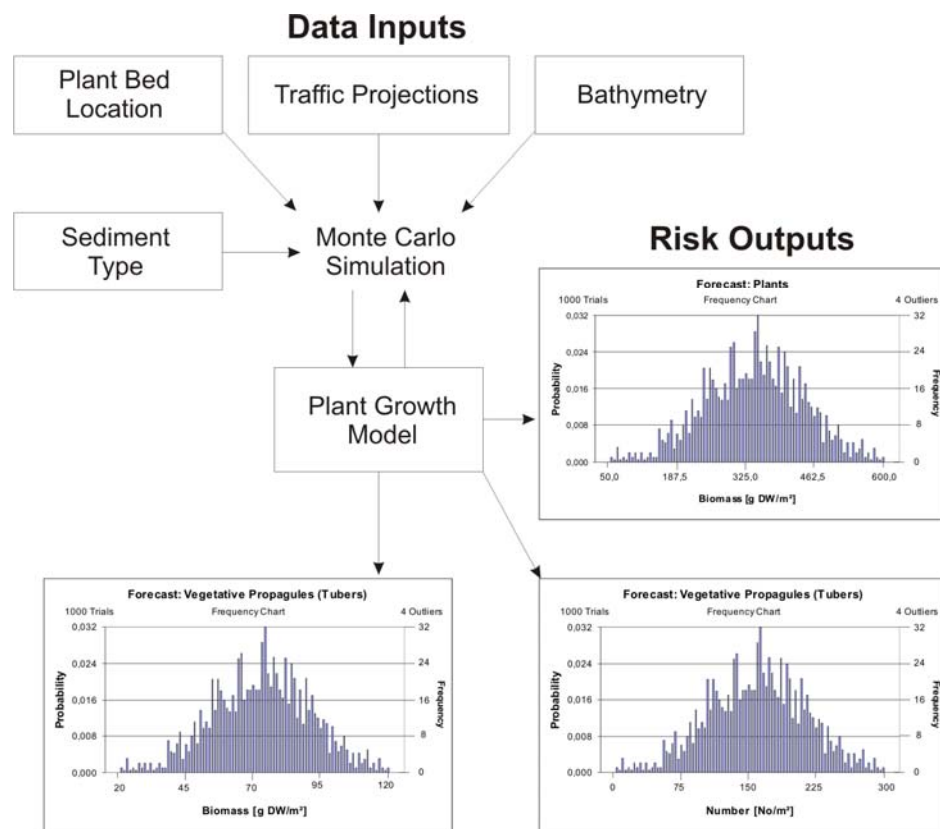 Data Inputs
Plant Bed
Location
Traffic Projections
Bathymetry
Sediment
Type
Monte Carlo
Simulation
Plant Growth
Model
Risk Outputs
Forecast: Plants
1000 Trials
Frequency Chart
4 Outliers
0,032
0,024
0,016
0,008
0,000
Probability
32
24
16
8
0
Frequency
50,0
187,5
325,0
462,5
600,0
Biomass [g DW/m²]
Forecast: Vegetative Propagules (Tubers)
1000 Trials
Frequency Chart
4 Outliers
0,032
0,024
0,016
0,008
0,000
Probability
32
24
16
8
0
Frequency
20
45
70
95
120
Biomass [g DW/m²]
Forecast: Vegetative Propagules (Tubers)
1000 Trials
Frequency Chart
4 Outliers
0,032
0,024
0,016
0,008
0,000
Probability
32
24
16
8
0
Frequency
0
75
150
225
300
Number [No/m²]